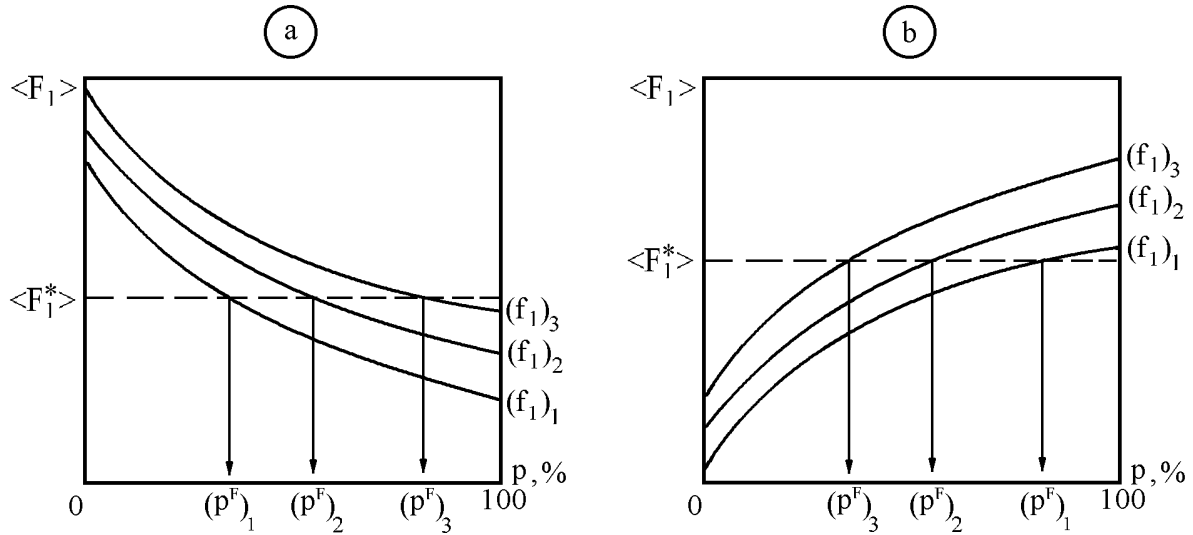 a
<F₁>
<F₁*>
(f₁)₃
(f₁)₂
(f₁)₁
p,%
0
(pF)₁
(pF)₂
(pF)₃
100
b
<F₁>
(f₁)₃
(f₁)₂
(f₁)₁
<F₁*>
p,%
0
(pF)₃
(pF)₂
(pF)₁
100